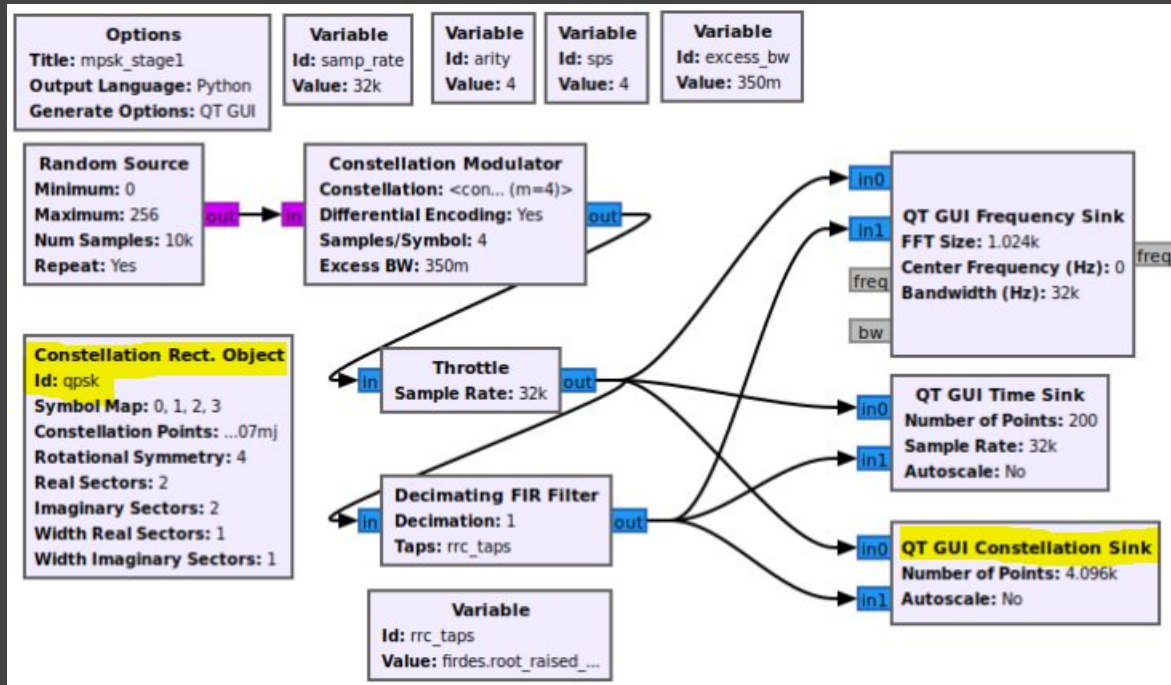 Options
Title: mpsk_stage1
Output Language: Python
Generate Options: QT GUI
Variable
Id: samp_rate
Value: 32k
Variable
Id: arity
Value: 4
Variable
Id: sps
Value: 4
Variable
Id: excess_bw
Value: 350m
Random Source
Minimum: 0
Maximum: 256
Num Samples: 10k
Repeat: Yes
out
in
Constellation Modulator
Constellation: <con... (m=4)>
Differential Encoding: Yes
Samples/Symbol: 4
Excess BW: 350m
out
in0
in1
freq
bw
QT GUI Frequency Sink
FFT Size: 1.024k
Center Frequency (Hz): 0
Bandwidth (Hz): 32k
freq
Constellation Rect. Object
Id: qpsk
Symbol Map: 0, 1, 2, 3
Constellation Points: ...07mj
Rotational Symmetry: 4
Real Sectors: 2
Imaginary Sectors: 2
Width Real Sectors: 1
Width Imaginary Sectors: 1
in
Throttle
Sample Rate: 32k
out
in0
in1
QT GUI Time Sink
Number of Points: 200
Sample Rate: 32k
Autoscale: No
in
Decimating FIR Filter
Decimation: 1
Taps: rrc_taps
out
in0
in1
QT GUI Constellation Sink
Number of Points: 4.096k
Autoscale: No
Variable
Id: rrc_taps
Value: firdes.root_raised_...